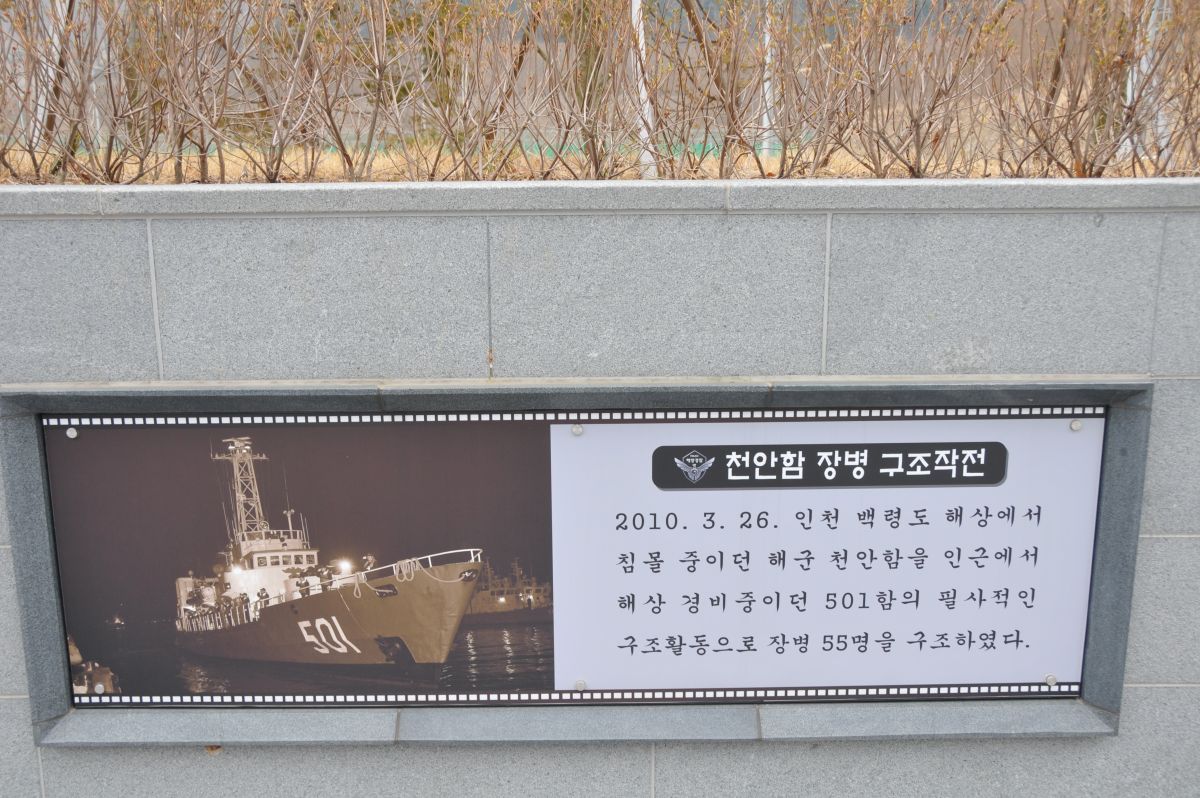 천안함 장병 구조작전
2010. 3. 26. 인천 백령도 해상에서
침몰 중이던 해군 천안함을 인근에서
해상 경비중이던 501함의 필사적인
구조활동으로 장병 55명을 구조하였다.
501